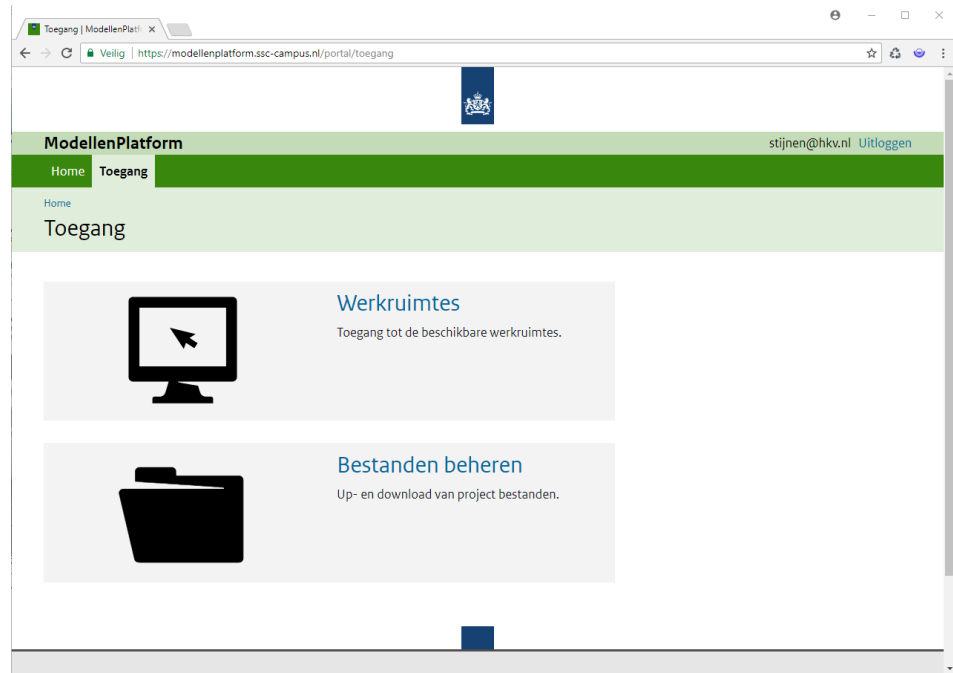 Toegang | ModellenPlatf
Veilig | https://modellenplatform.ssc-campus.nl/portal/toegang
ModellenPlatform
stijnen@hkv.nl Uitloggen
Home Toegang
Home
Toegang
Werkruimtes
Toegang tot de beschikbare werkruimtes.
Bestanden beheren
Up- en download van project bestanden.